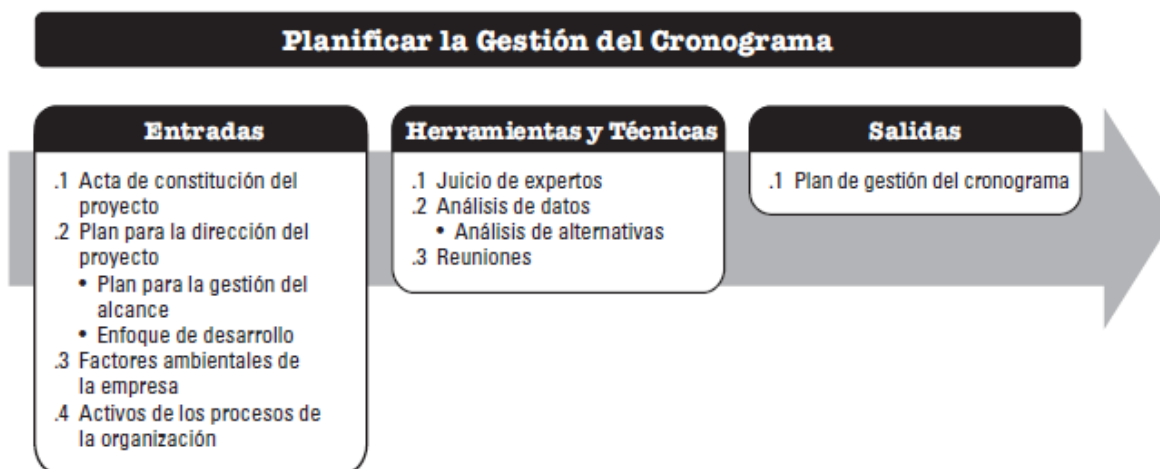 Planificar la Gestión del Cronograma
Entradas
.1 Acta de constitución del
proyecto
.2 Plan para la dirección del
proyecto
• Plan para la gestión del
alcance
• Enfoque de desarrollo
.3 Factores ambientales de
la empresa
.4 Activos de los procesos de
la organización
Herramientas y Técnicas
.1 Juicio de expertos
.2 Análisis de datos
• Análisis de alternativas
.3 Reuniones
Salidas
.1 Plan de gestión del cronograma